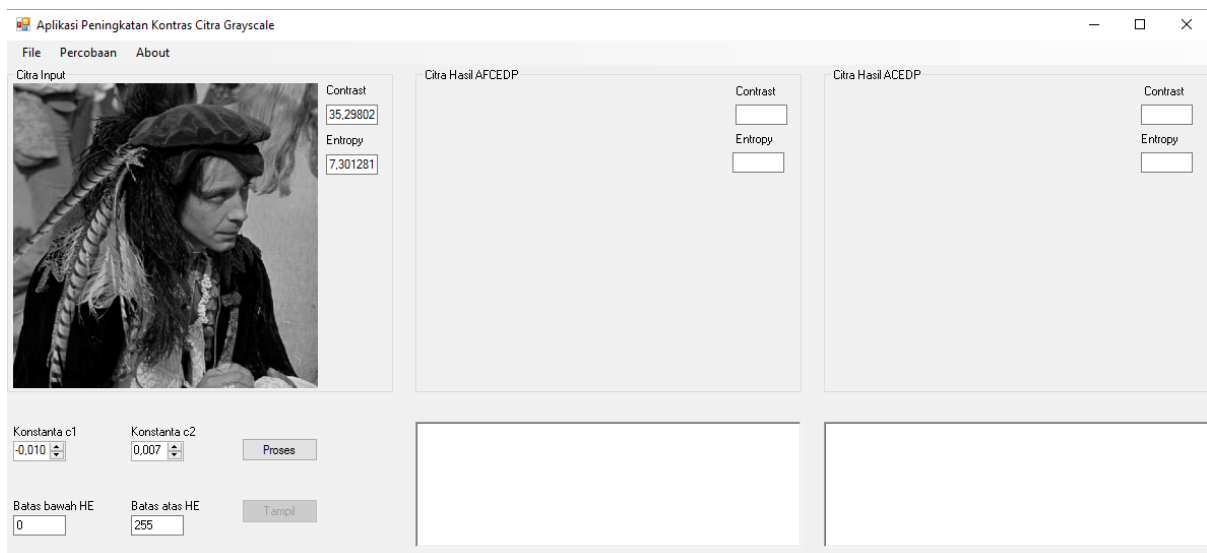 Aplikasi Peningkatan Kontras Citra Grayscale
File Percobaan About
Citra Input
Contrast
35,29802
Entropy
7,301281
Citra Hasil AFCEDP
Contrast
Entropy
Citra Hasil ACEDP
Contrast
Entropy
Konstanta c1
-0,010
Konstanta c2
0,007
Proses
Batas bawah HE
0
Batas atas HE
255
Tampil